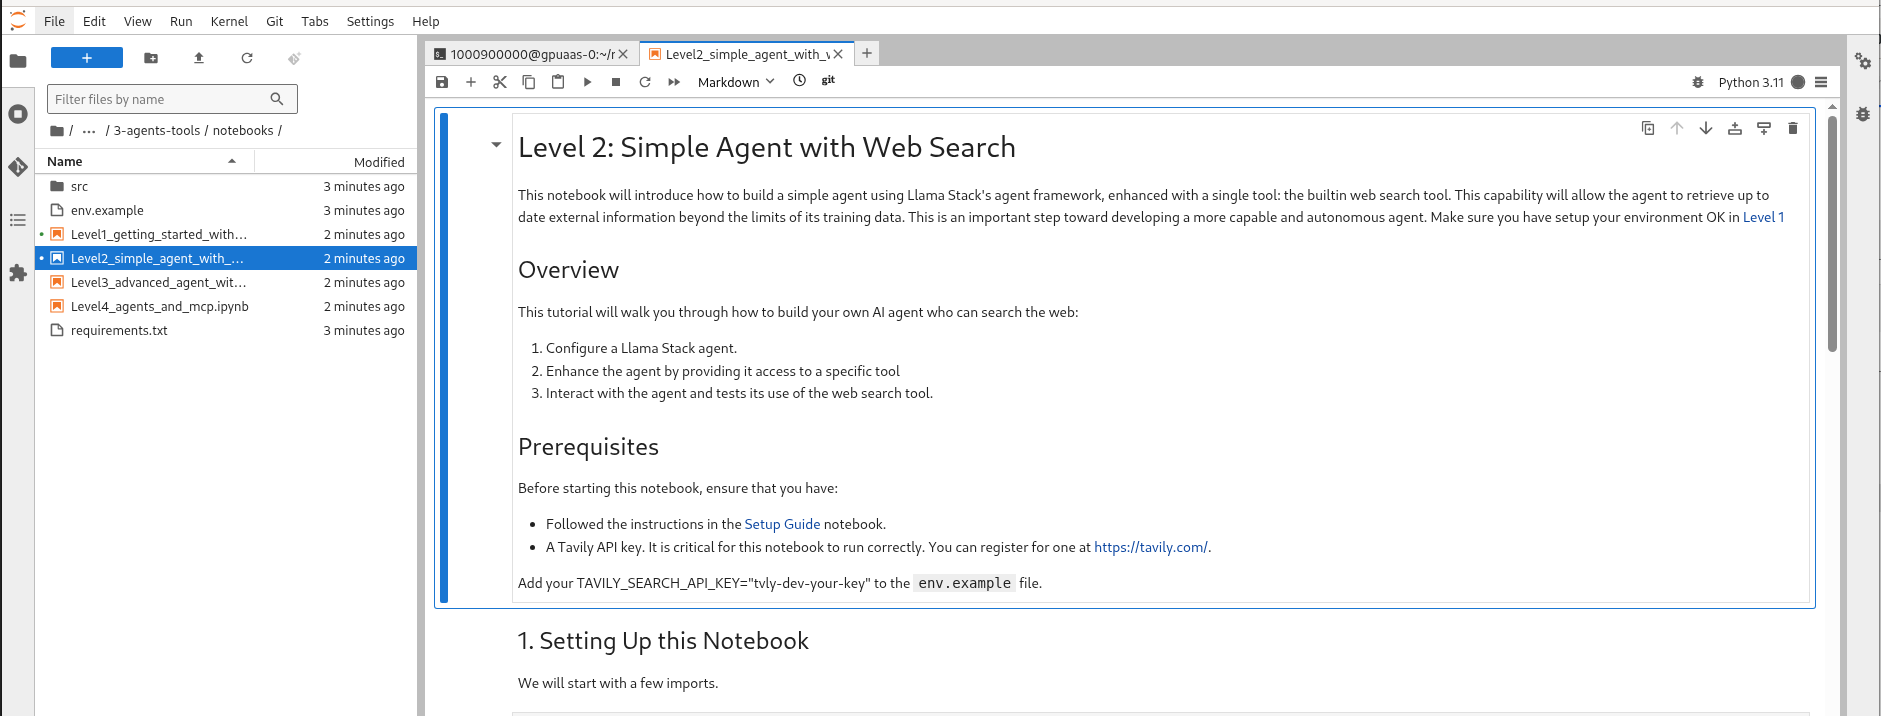 File Edit View Run Kernel Git Tabs Settings Help
+
Filter files by name
/ ··· / 3-agents-tools / notebooks /
Name Modified
src 3 minutes ago
env.example 3 minutes ago
Level1_getting_started_with... 2 minutes ago
Level2_simple_agent_with_... 2 minutes ago
Level3_advanced_agent_wit... 2 minutes ago
Level4_agents_and_mcp.ipynb 2 minutes ago
requirements.txt 3 minutes ago
1000900000@gpuaas-0:~/r Level2_simple_agent_with_v
Markdown git Python 3.11
Level 2: Simple Agent with Web Search
This notebook will introduce how to build a simple agent using Llama Stack's agent framework, enhanced with a single tool: the builtin web search tool. This capability will allow the agent to retrieve up to
date external information beyond the limits of its training data. This is an important step toward developing a more capable and autonomous agent. Make sure you have setup your environment OK in Level 1
Overview
This tutorial will walk you through how to build your own AI agent who can search the web:
1. Configure a Llama Stack agent.
2. Enhance the agent by providing it access to a specific tool
3. Interact with the agent and tests its use of the web search tool.
Prerequisites
Before starting this notebook, ensure that you have:
• Followed the instructions in the Setup Guide notebook.
• A Tavily API key. It is critical for this notebook to run correctly. You can register for one at https://tavily.com/.
Add your TAVILY_SEARCH_API_KEY="tvly-dev-your-key" to the env.example file.
1. Setting Up this Notebook
We will start with a few imports.